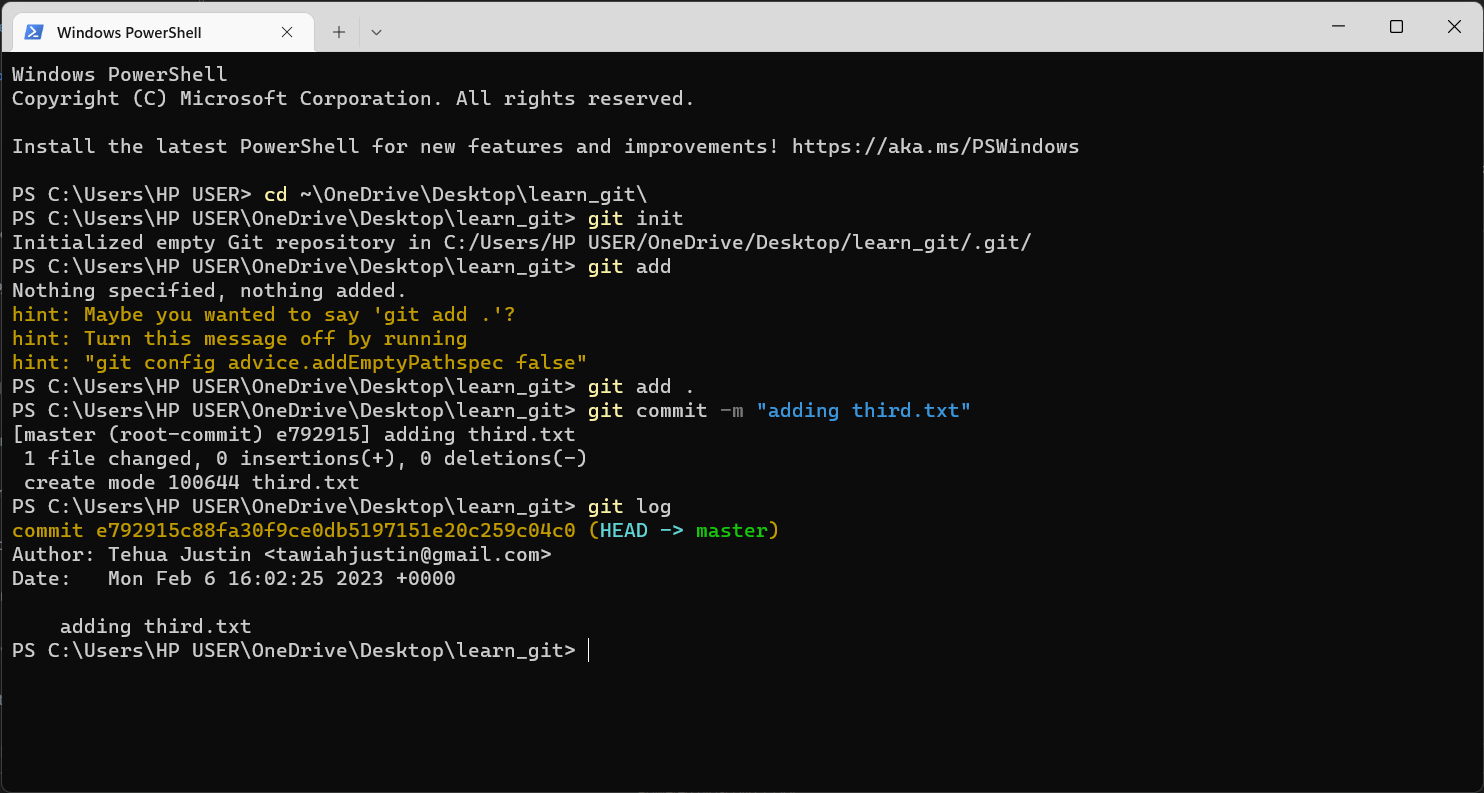 Windows PowerShell
Windows PowerShell
Copyright (C) Microsoft Corporation. All rights reserved.
Install the latest PowerShell for new features and improvements! https://aka.ms/PSWindows
PS C:\Users\HP USER> cd ~\OneDrive\Desktop\learn_git\
PS C:\Users\HP USER\OneDrive\Desktop\learn_git> git init
Initialized empty Git repository in C:/Users/HP USER/OneDrive/Desktop/learn_git/.git/
PS C:\Users\HP USER\OneDrive\Desktop\learn_git> git add
Nothing specified, nothing added.
hint: Maybe you wanted to say 'git add .'?
hint: Turn this message off by running
hint: "git config advice.addEmptyPathspec false"
PS C:\Users\HP USER\OneDrive\Desktop\learn_git> git add .
PS C:\Users\HP USER\OneDrive\Desktop\learn_git> git commit -m "adding third.txt"
[master (root-commit) e792915] adding third.txt
 1 file changed, 0 insertions(+), 0 deletions(-)
 create mode 100644 third.txt
PS C:\Users\HP USER\OneDrive\Desktop\learn_git> git log
commit e792915c88fa30f9ce0db5197151e20c259c04c0 (HEAD -> master)
Author: Tehua Justin <tawiahjustin@gmail.com>
Date:   Mon Feb 6 16:02:25 2023 +0000
    adding third.txt
PS C:\Users\HP USER\OneDrive\Desktop\learn_git>